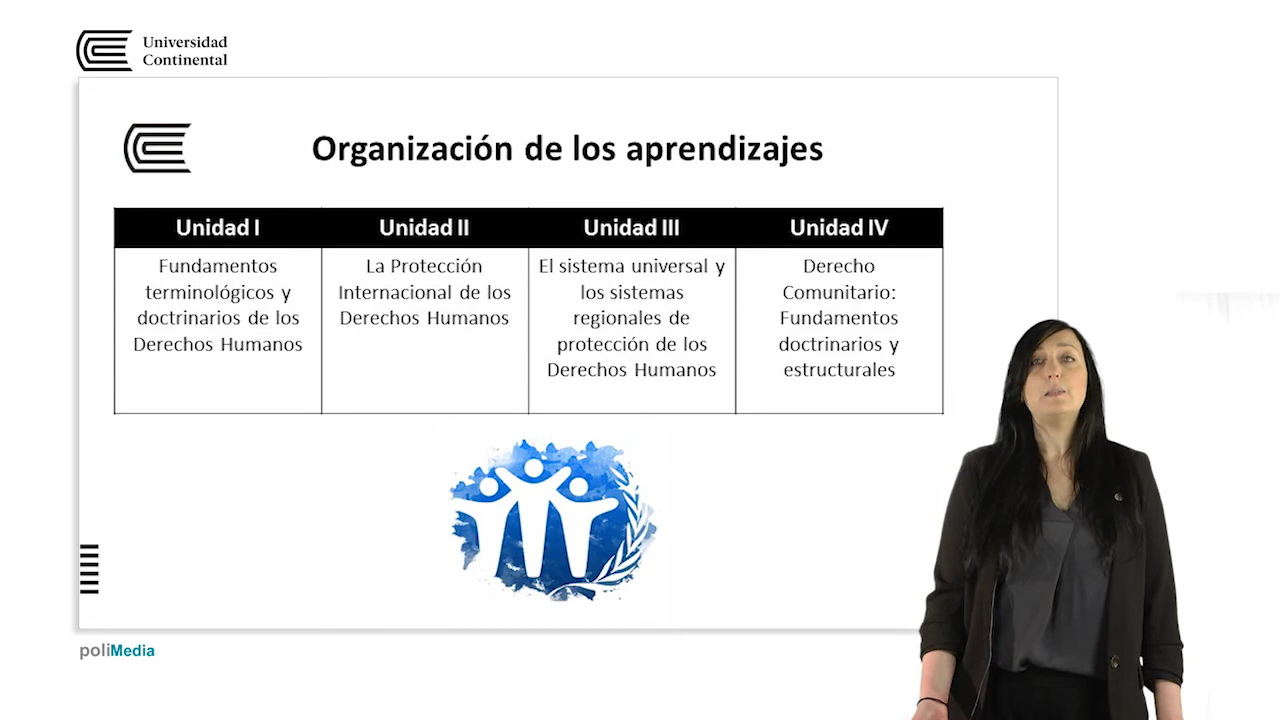 Universidad
Continental
Organización de los aprendizajes
Unidad I
Unidad II
Unidad III
Unidad IV
Fundamentos
terminológicos y
doctrinarios de los
Derechos Humanos
La Protección
Internacional de los
Derechos Humanos
El sistema universal y
los sistemas
regionales de
protección de los
Derechos Humanos
Derecho
Comunitario:
Fundamentos
doctrinarios y
estructurales
poliMedia